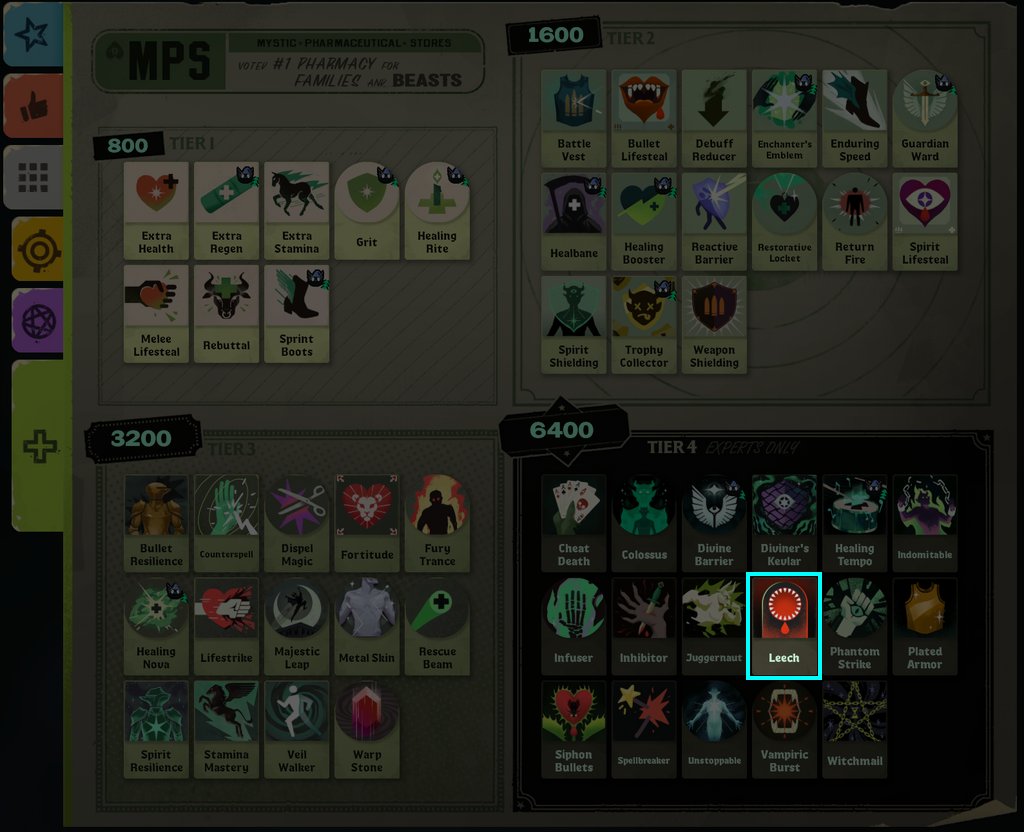 MPS
MYSTIC • PHARMACEUTICAL • STORES
VOTED #1 PHARMACY FOR
FAMILIES AND BEASTS
800
TIER 1
Extra
Health
Extra
Regen
Extra
Stamina
Grit
Healing
Rite
Melee
Lifesteal
Rebuttal
Sprint
Boots
1600
TIER 2
Battle
Vest
Bullet
Lifesteal
Debuff
Reducer
Enchanter's
Emblem
Enduring
Speed
Guardian
Ward
Healbane
Healing
Booster
Reactive
Barrier
Restorative
Locket
Return
Fire
Spirit
Lifesteal
Spirit
Shielding
Trophy
Collector
Weapon
Shielding
3200
TIER 3
Bullet
Resilience
Counterspell
Dispel
Magic
Fortitude
Fury
Trance
Healing
Nova
Lifestrike
Majestic
Leap
Metal Skin
Rescue
Beam
Spirit
Resilience
Stamina
Mastery
Veil
Walker
Warp
Stone
6400
TIER 4 EXPERTS ONLY
Cheat
Death
Colossus
Divine
Barrier
Diviner's
Kevlar
Healing
Tempo
Indomitable
Infuser
Inhibitor
Juggernaut
Leech
Phantom
Strike
Plated
Armor
Siphon
Bullets
Spellbreaker
Unstoppable
Vampiric
Burst
Witchmail